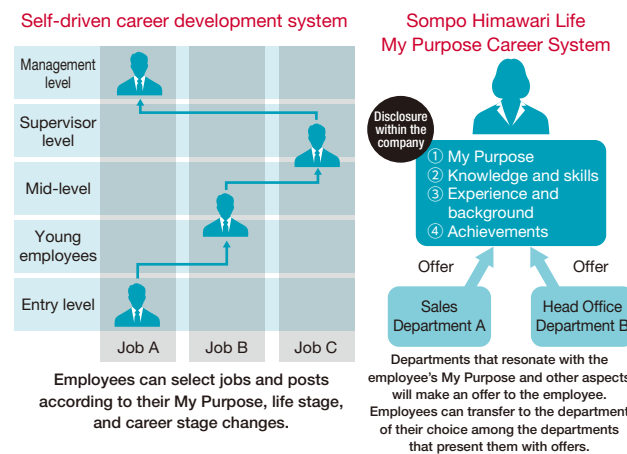 Self-driven career development system
Management
level
Supervisor
level
Mid-level
Young
employees
Entry level
Job A
Job B
Job C
Employees can select jobs and posts
according to their My Purpose, life stage,
and career stage changes.
Sompo Himawari Life
My Purpose Career System
Disclosure
within the
company
① My Purpose
② Knowledge and skills
③ Experience and
background
④ Achievements
Offer
Offer
Sales
Department A
Head Office
Department B
Departments that resonate with the
employee's My Purpose and other aspects
will make an offer to the employee.
Employees can transfer to the department
of their choice among the departments
that present them with offers.